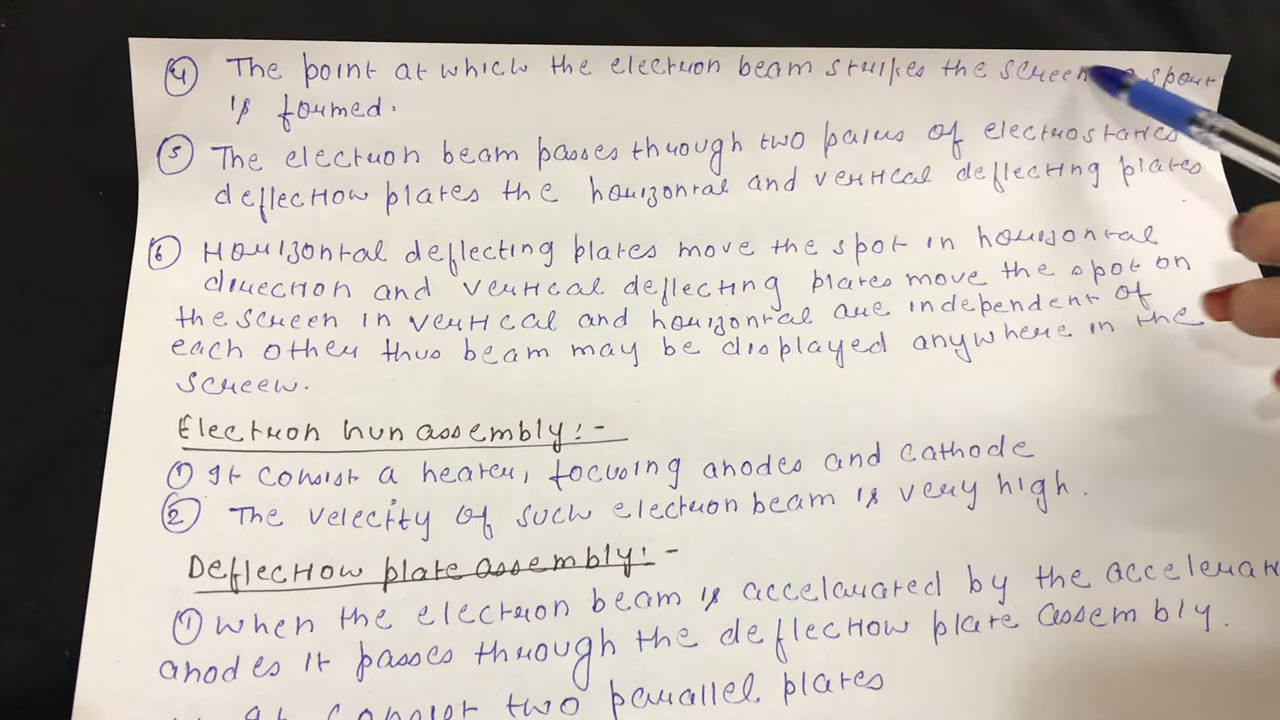 ④ The point at which the electron beam strikes the screen a spout
is formed.
⑤ The electron beam passes through two pairs of electrostatics
deflection plates the horizontal and vertical deflecting plates
⑥ Horizontal deflecting plates move the spot in horizontal
direction and vertical deflecting plates move the spot on
the screen in vertical and horizontal are independent of
each other thus beam may be displayed anywhere in the
screen.
Electron hun assembly:-
① It consist a heater, focusing anodes and cathode
② The velecity of such electron beam is very high.
Deflection plate assembly:-
① When the electron beam is accelarated by the accelerat
anodes it passes through the deflection plate assembly.
It consist two parallel plates